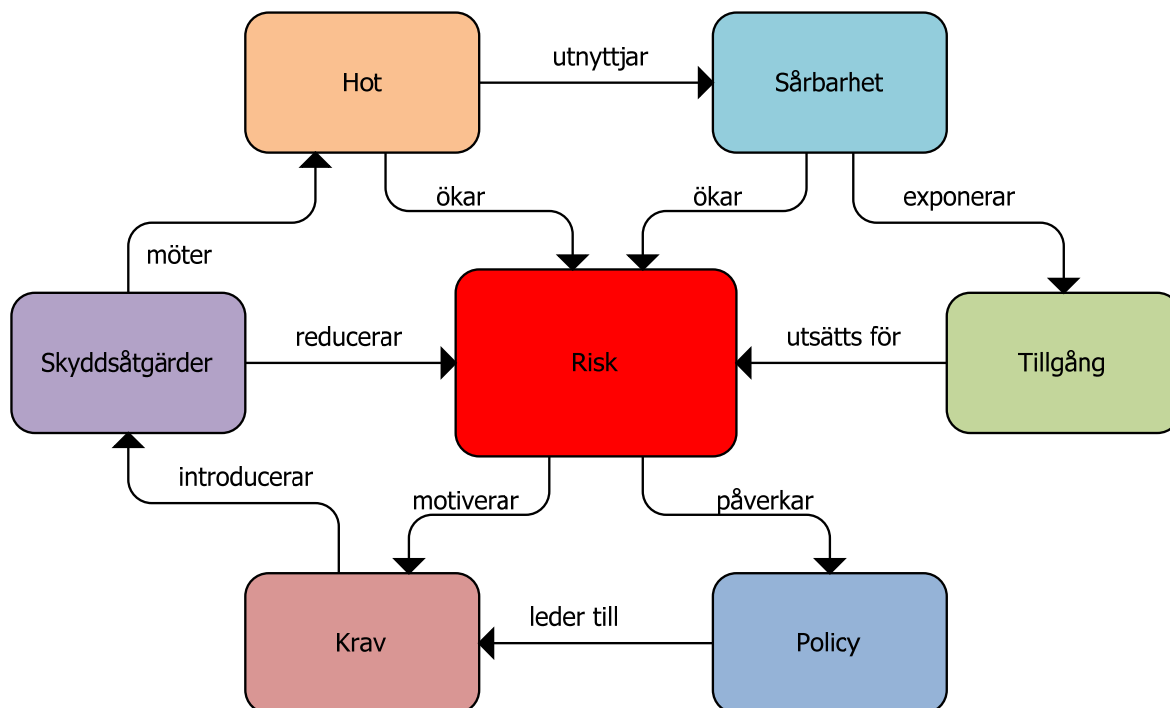 utnyttjar
Hot
Sårbarhet
ökar
ökar
exponerar
möter
reducerar
utsätts för
Skyddsåtgärder
Risk
Tillgång
introducerar
motiverar
påverkar
leder till
Krav
Policy